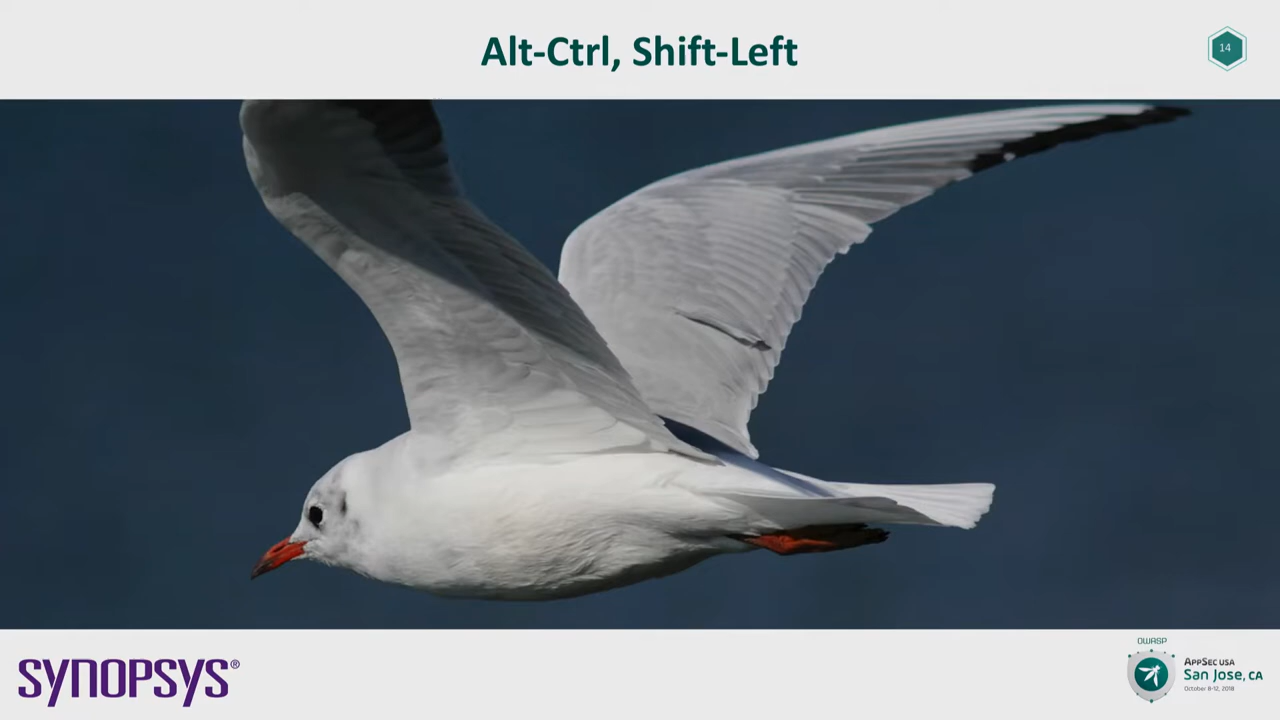 Alt-Ctrl, Shift-Left
14
SYNOPSYS®
OWASP
APPSEC USA
San Jose, CA
October 8-12, 2018